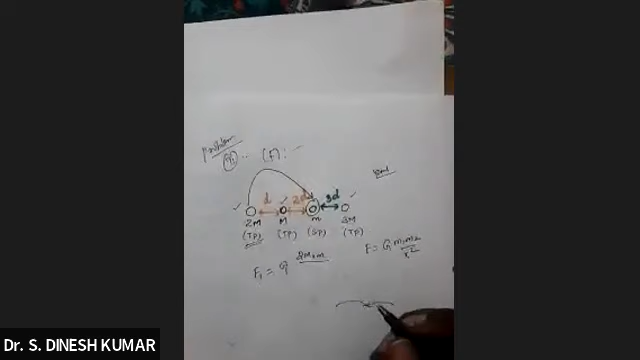 Problem
(F) :-
d 2d 3d
2M M m 3M
(TP) (TP) (SP) (TP)
F = G m₁m₂ / r²
F₁ = G 2M×m
Dr. S. DINESH KUMAR